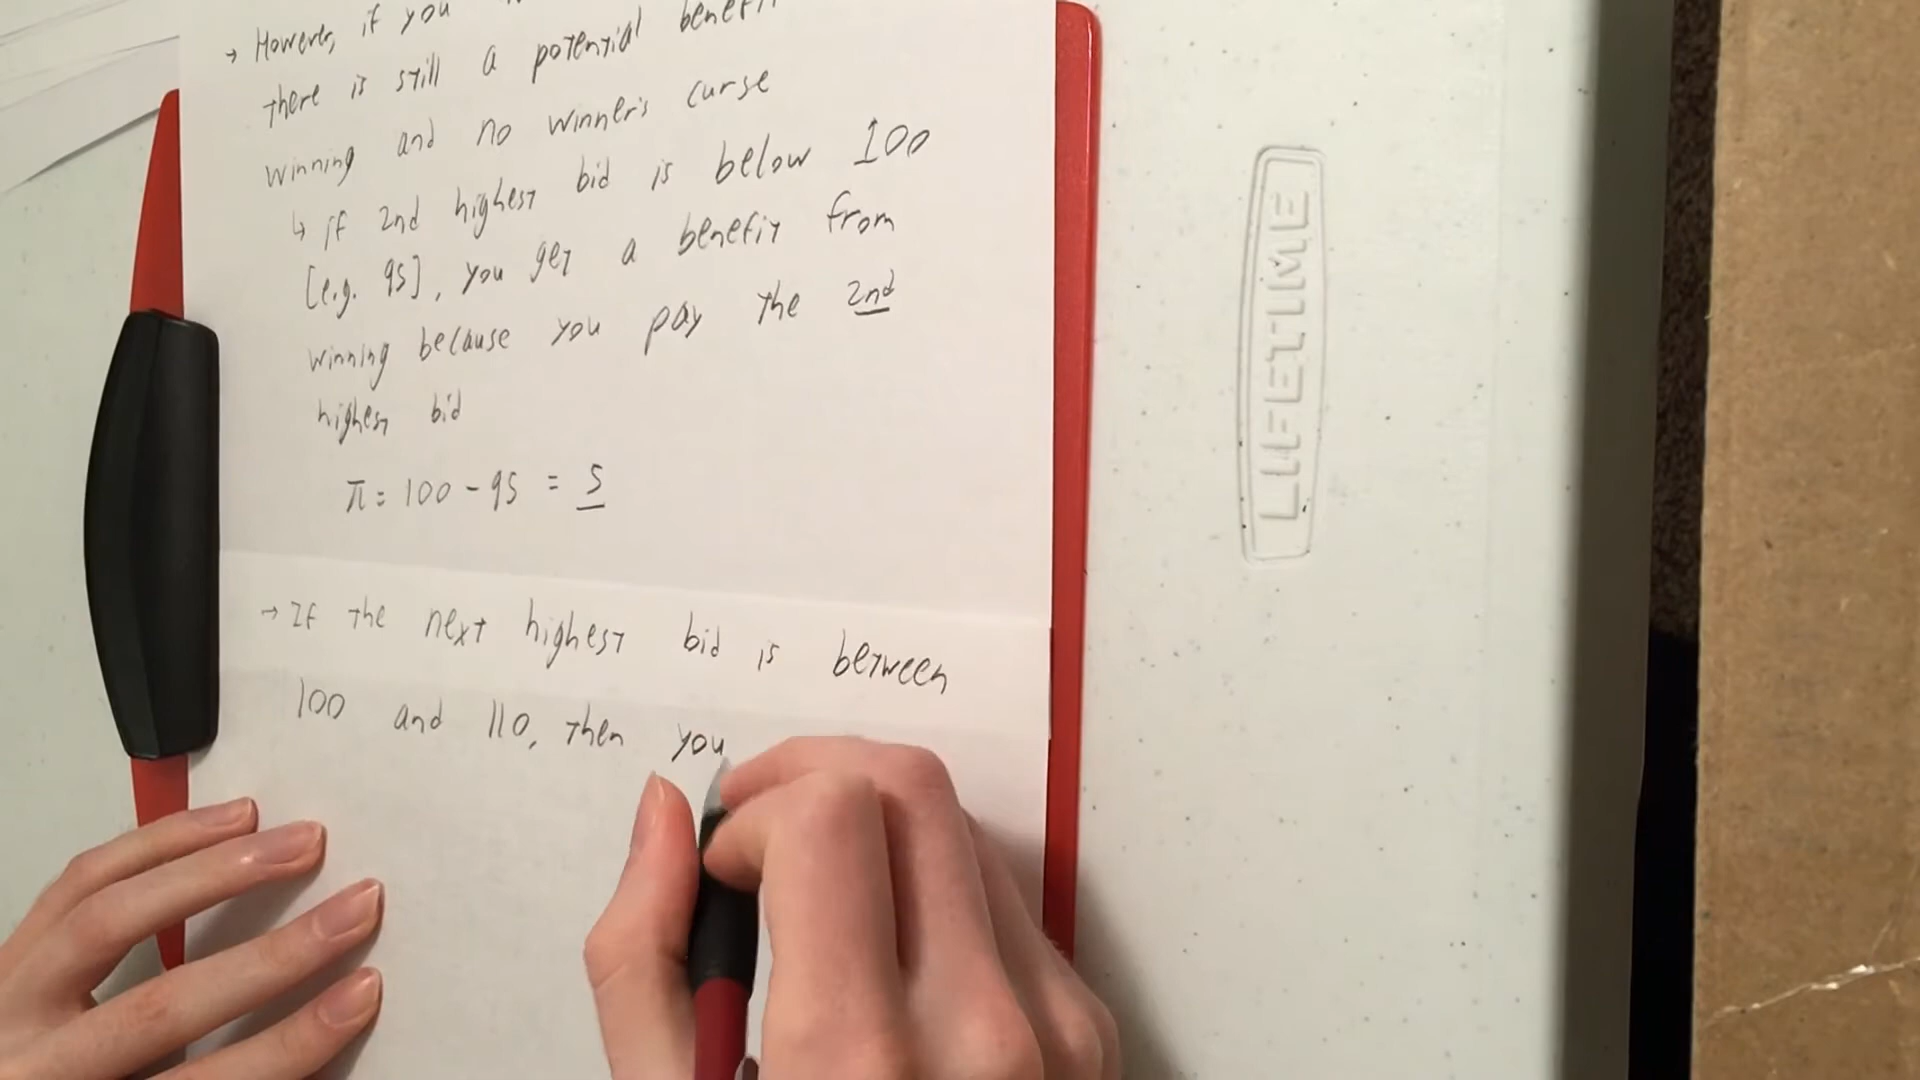 → However, if you
there is still a potential benefit
winning and no winner's curse
↳ if 2nd highest bid is below 100
[e.g. 95], you get a benefit from
winning because you pay the 2nd
highest bid
π = 100 - 95 = 5
→ If the next highest bid is between
100 and 110, then you
LIFETIME